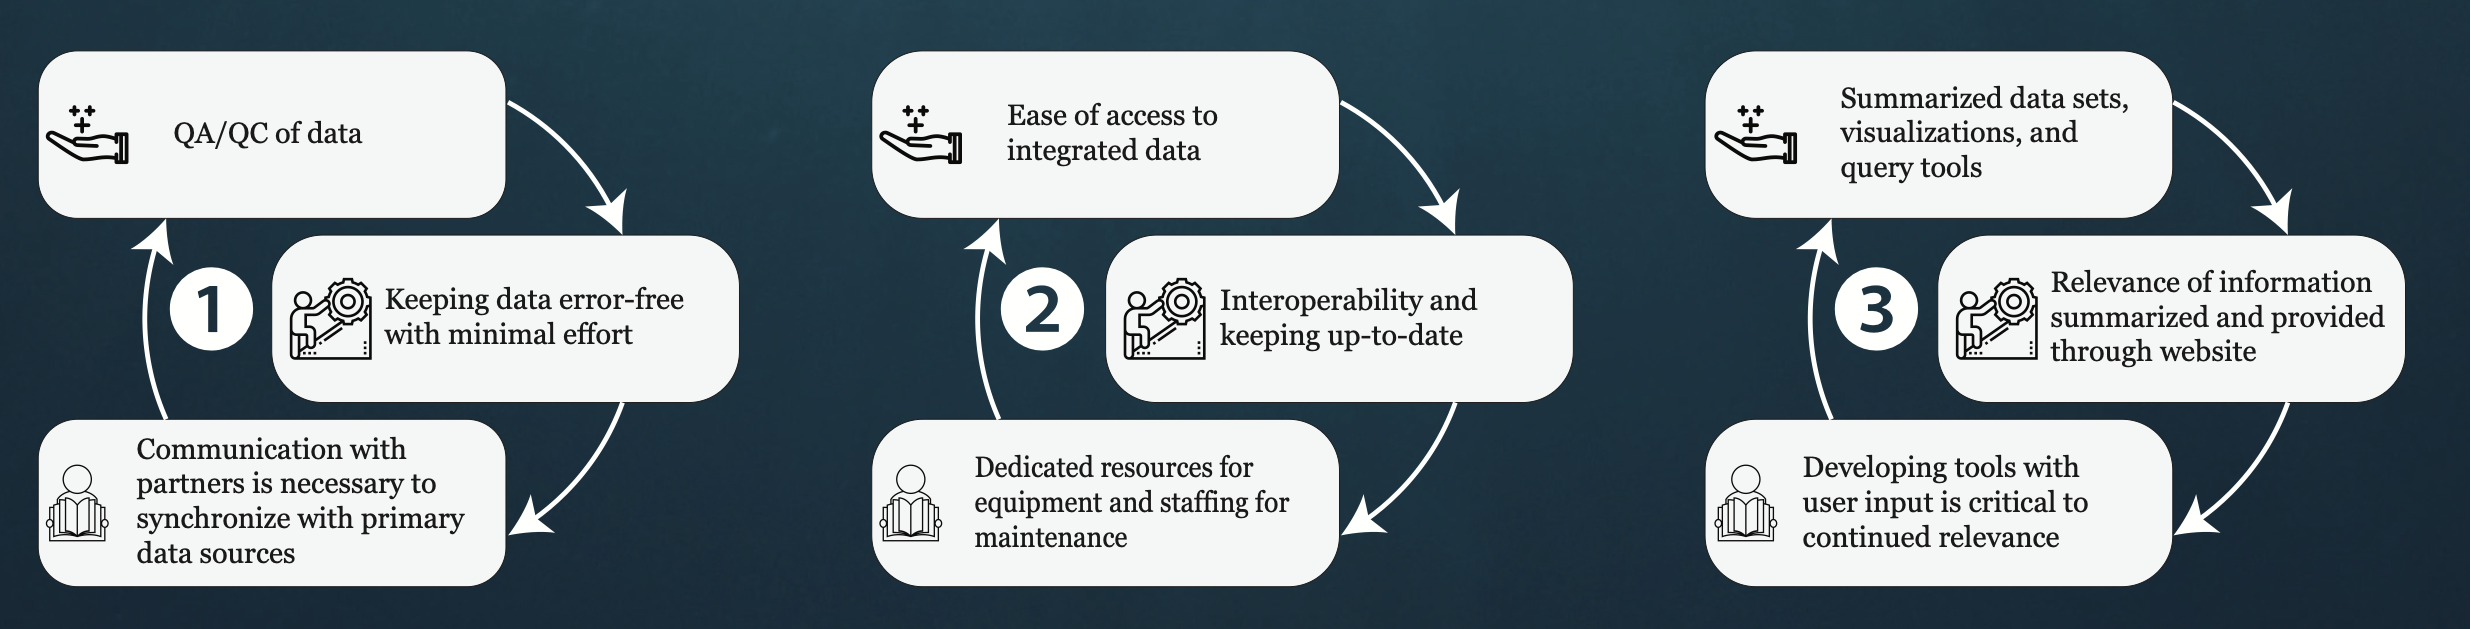 QA/QC of data
1
Keeping data error-free
with minimal effort
Communication with
partners is necessary to
synchronize with primary
data sources
Ease of access to
integrated data
2
Interoperability and
keeping up-to-date
Dedicated resources for
equipment and staffing for
maintenance
Summarized data sets,
visualizations, and
query tools
3
Relevance of information
summarized and provided
through website
Developing tools with
user input is critical to
continued relevance